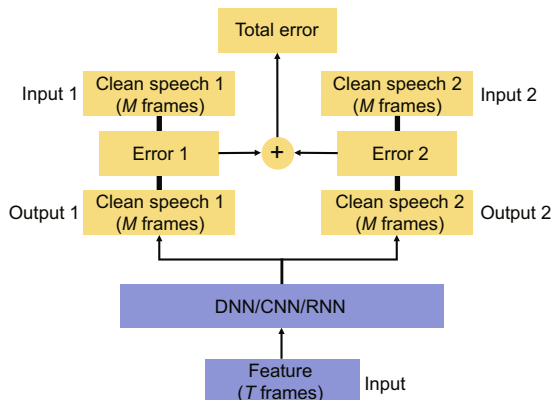 Total error
Input 1
Clean speech 1
(M frames)
Clean speech 2
(M frames)
Input 2
Error 1
+
Error 2
Output 1
Clean speech 1
(M frames)
Clean speech 2
(M frames)
Output 2
DNN/CNN/RNN
Feature
(T frames)
Input